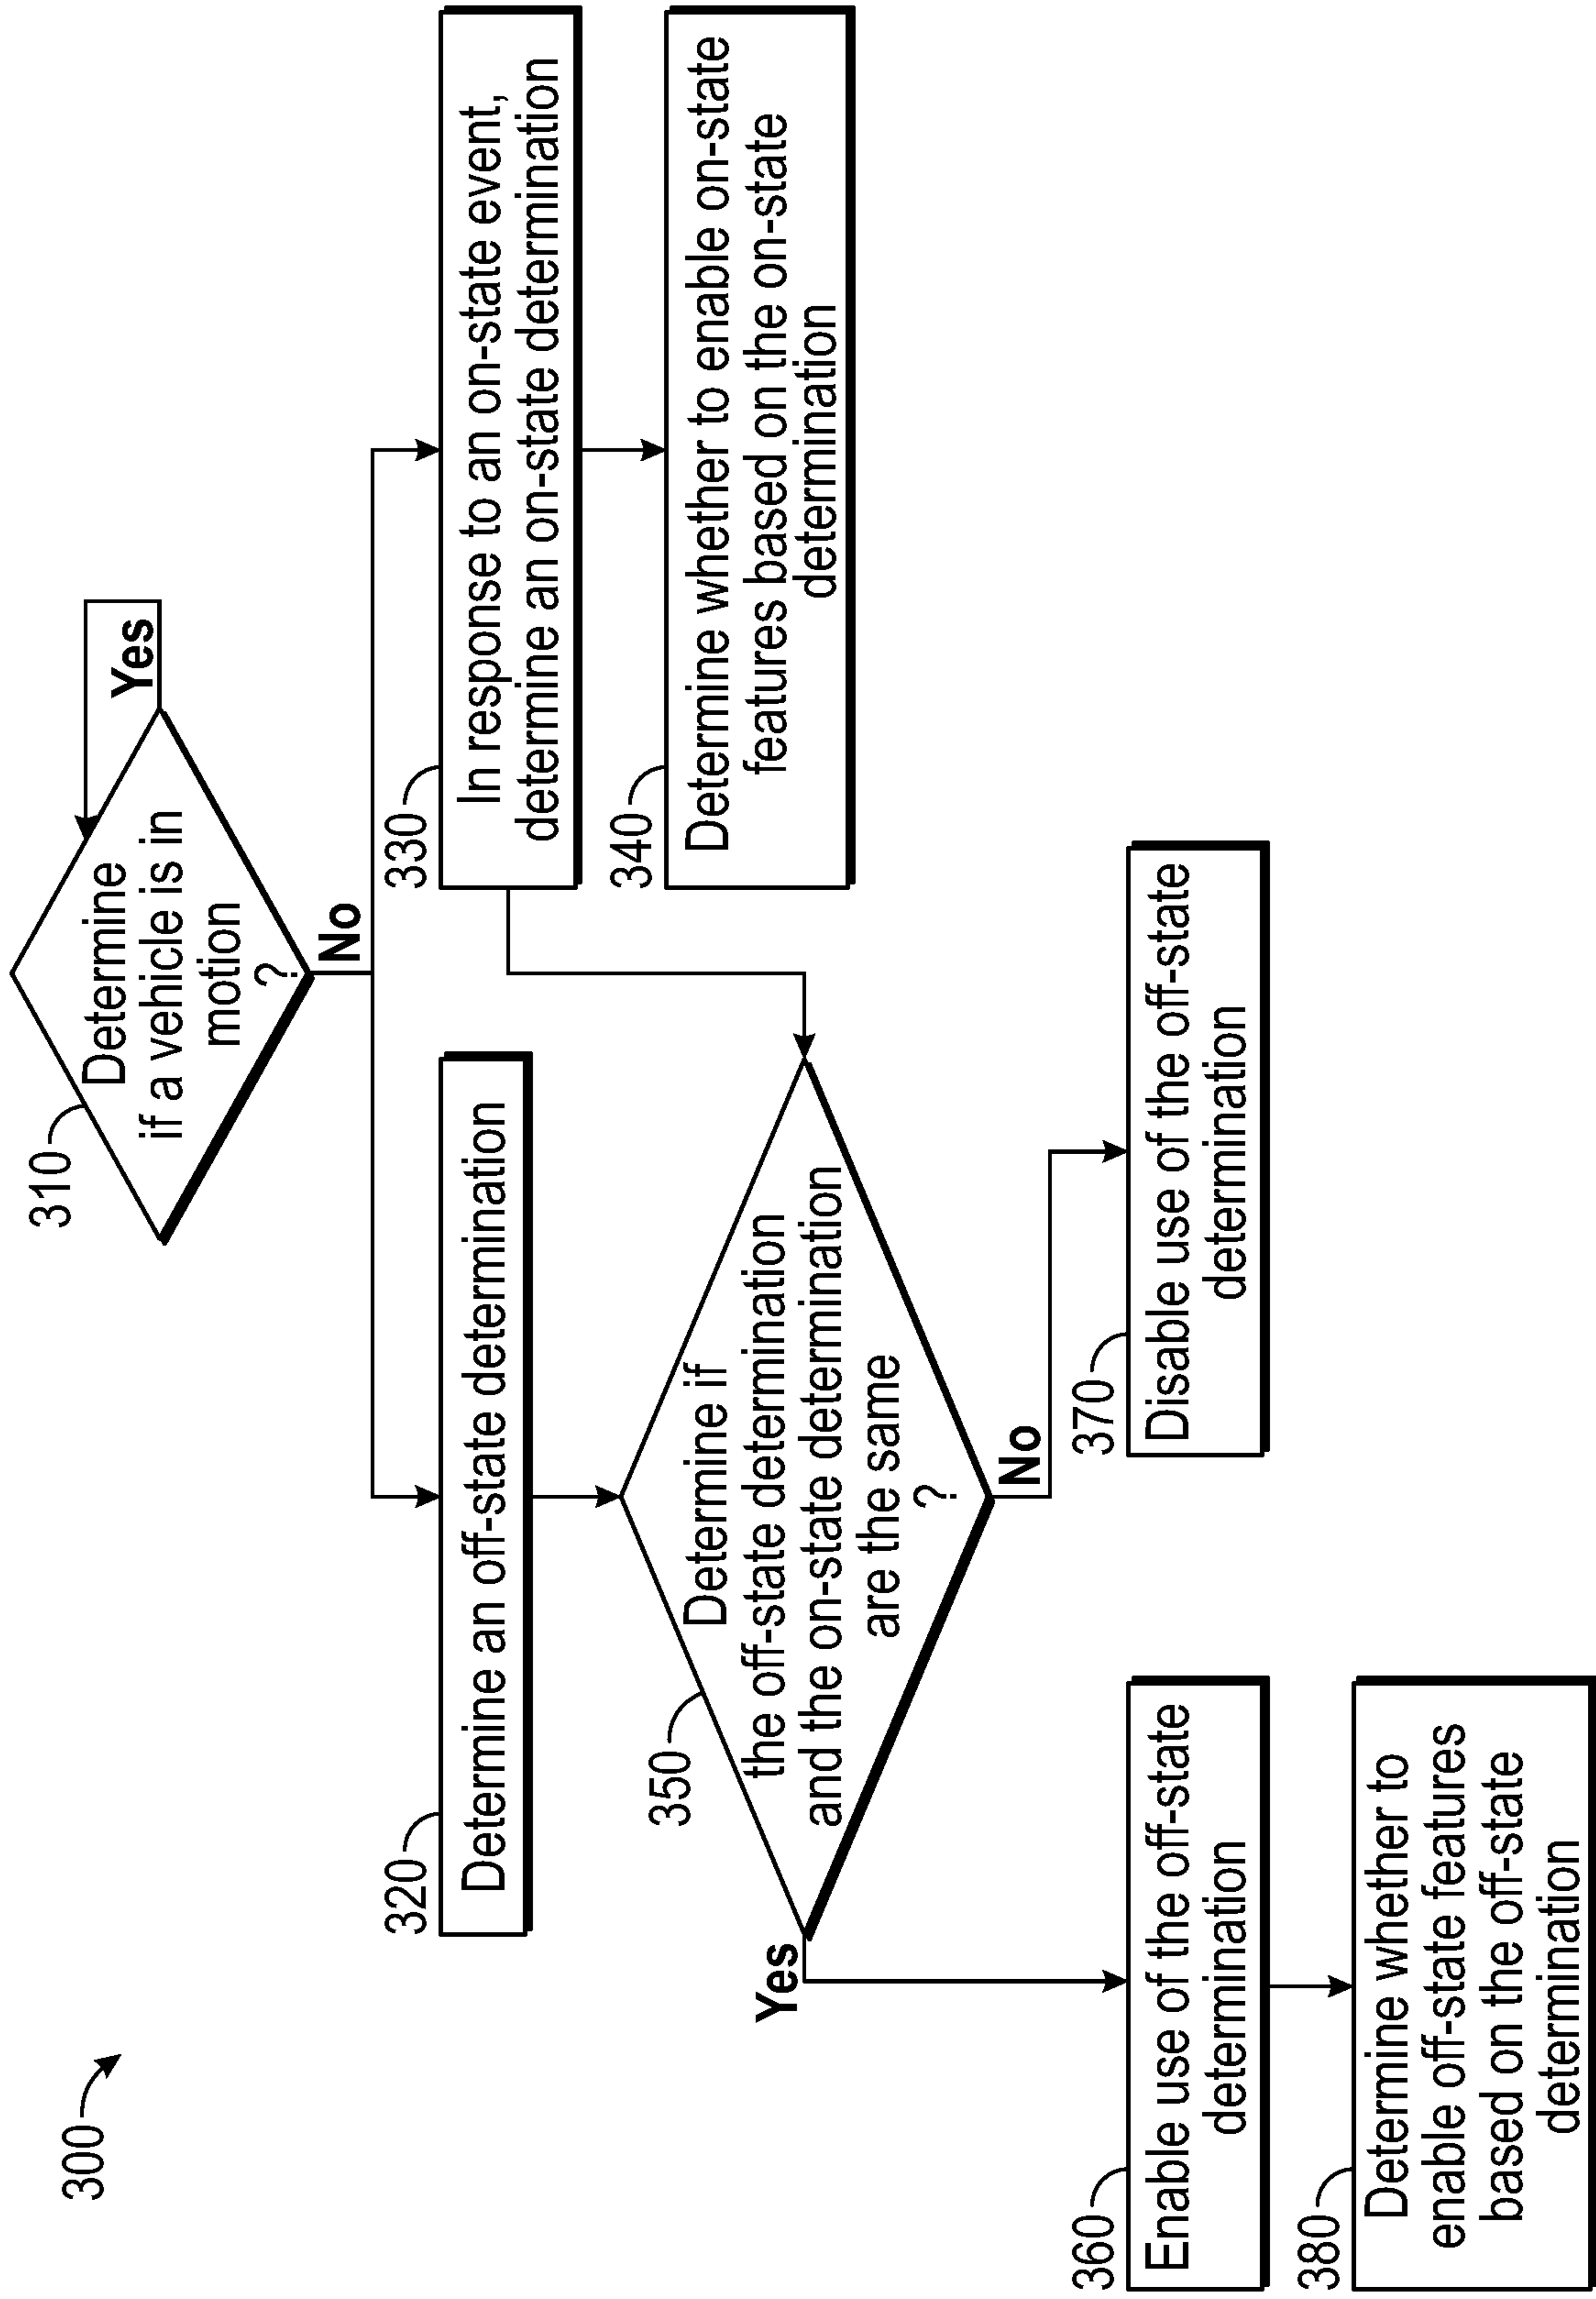 300
310
Determine
if a vehicle is in
motion
?
Yes
No
320
Determine an off-state determination
330
In response to an on-state event,
determine an on-state determination
340
Determine whether to enable on-state
features based on the on-state
determination
350
Determine if
the off-state determination
and the on-state determination
are the same
?
Yes
No
360
Enable use of the off-state
determination
370
Disable use of the off-state
determination
380
Determine whether to
enable off-state features
based on the off-state
determination